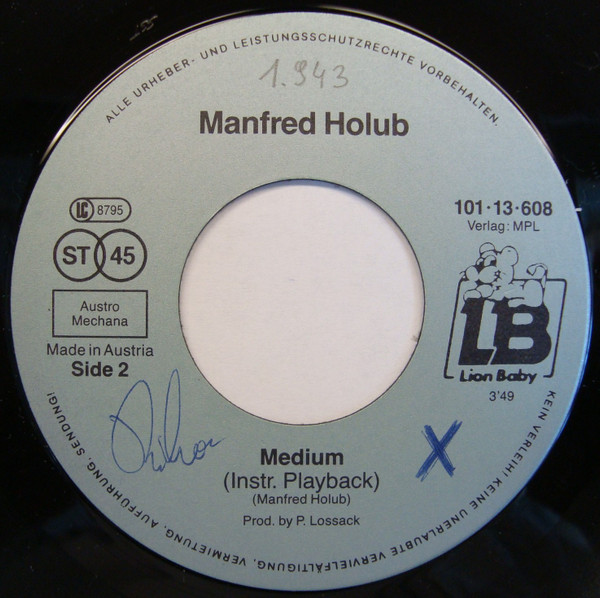 ALLE URHEBER- UND LEISTUNGSSCHUTZRECHTE VORBEHALTEN.
1.943
Manfred Holub
LC 8795
ST 45
Austro
Mechana
Made in Austria
Side 2
101·13·608
Verlag: MPL
LB
Lion Baby
3'49
X
Medium
(Instr. Playback)
(Manfred Holub)
Prod. by P. Lossack
KEIN VERLEIH! KEINE UNERLAUBTE VERVIELFÄLTIGUNG, VERMIETUNG, AUFFÜHRUNG, SENDUNG!